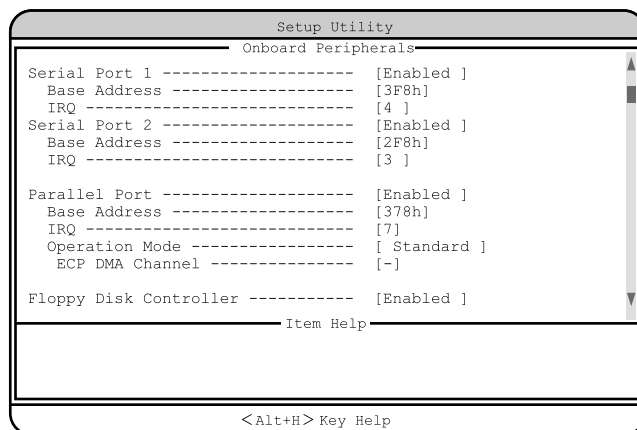 Setup Utility
Onboard Peripherals
Serial Port 1 -------------------- [Enabled ]
Base Address ------------------- [3F8h]
IRQ ---------------------------- [4 ]
Serial Port 2 -------------------- [Enabled ]
Base Address ------------------- [2F8h]
IRQ ---------------------------- [3 ]
Parallel Port -------------------- [Enabled ]
Base Address ------------------- [378h]
IRQ ---------------------------- [7]
Operation Mode ----------------- [ Standard ]
ECP DMA Channel --------------- [-]
Floppy Disk Controller ----------- [Enabled ]
Item Help
<Alt+H> Key Help